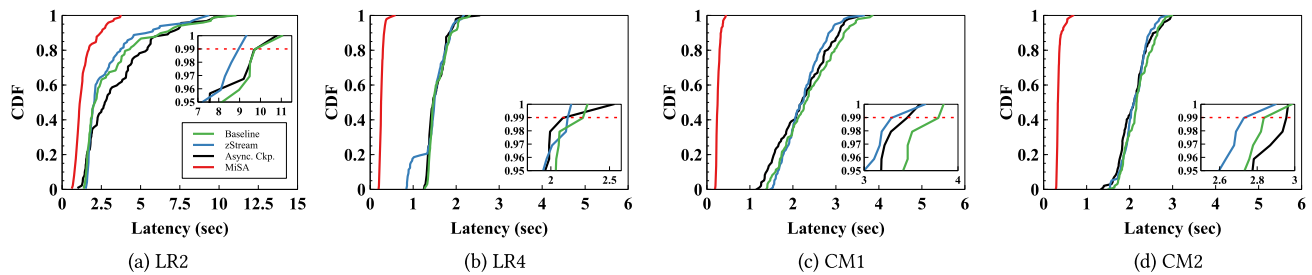 CDF
1
0.8
0.6
0.4
0.2
0
0 2.5 5 7.5 10 12.5 15
Latency (sec)
1
0.99
0.98
0.97
0.96
0.95
7 8 9 10 11
Baseline
zStream
Async. Ckp.
MiSA
(a) LR2
CDF
1
0.8
0.6
0.4
0.2
0
0 1 2 3 4 5 6
Latency (sec)
1
0.99
0.98
0.97
0.96
0.95
2 2.5
(b) LR4
CDF
1
0.8
0.6
0.4
0.2
0
0 1 2 3 4 5 6
Latency (sec)
1
0.99
0.98
0.97
0.96
0.95
3 4
(c) CM1
CDF
1
0.8
0.6
0.4
0.2
0
0 1 2 3 4 5 6
Latency (sec)
1
0.99
0.98
0.97
0.96
0.95
2.6 2.8 3
(d) CM2